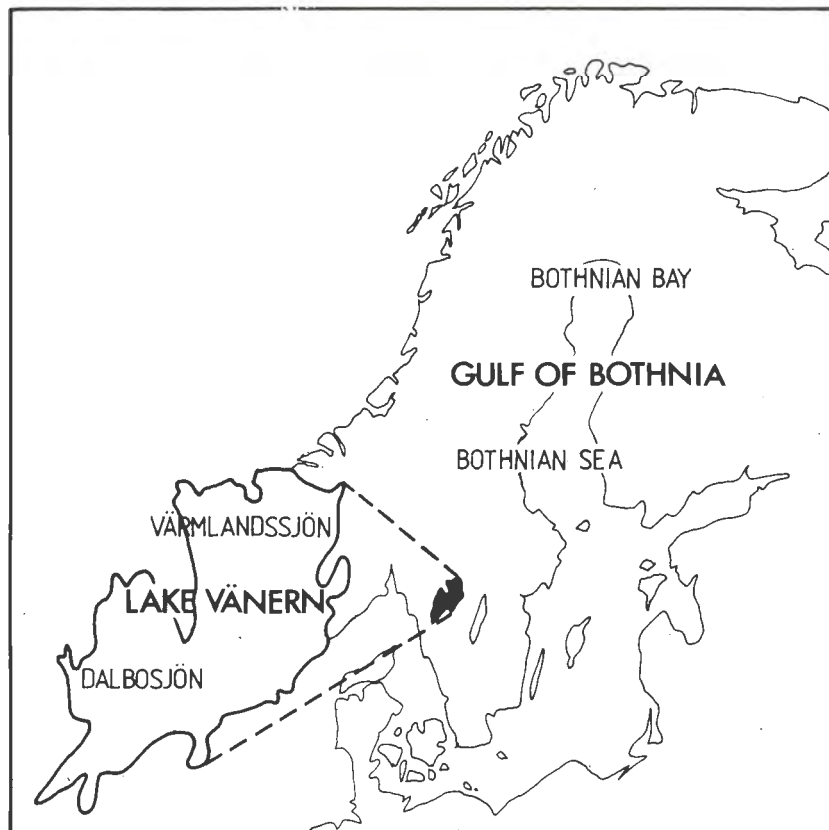 BOTHNIAN BAY
GULF OF BOTHNIA
BOTHNIAN SEA
VÄRMLANDSSJÖN
LAKE VÄNERN
DALBOSJÖN